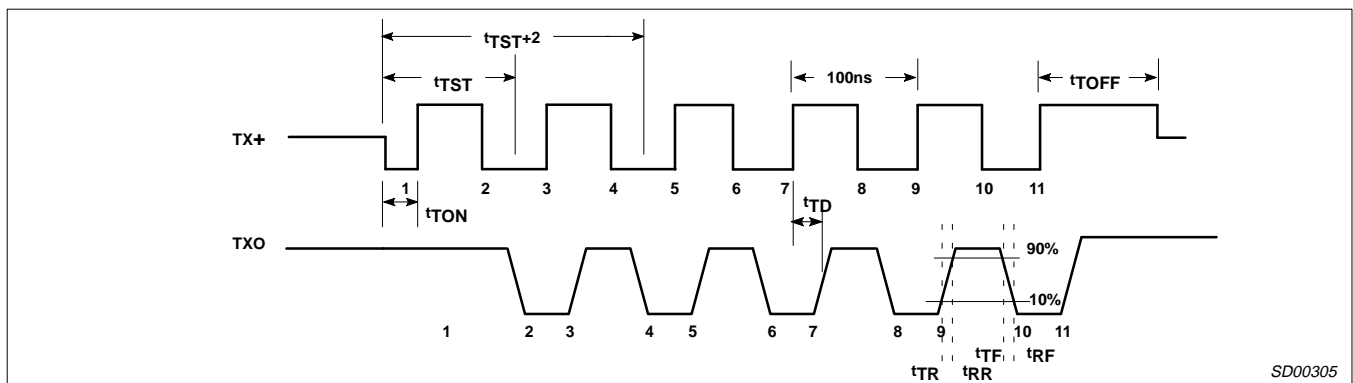 tTST+2
tTST
100ns
tTOFF
TX+
1 2 3 4 5 6 7 8 9 10 11
tTON
tTD
TXO
90%
10%
1 2 3 4 5 6 7 8 9 10 11
tTF tRF
tTR tRR
SD00305